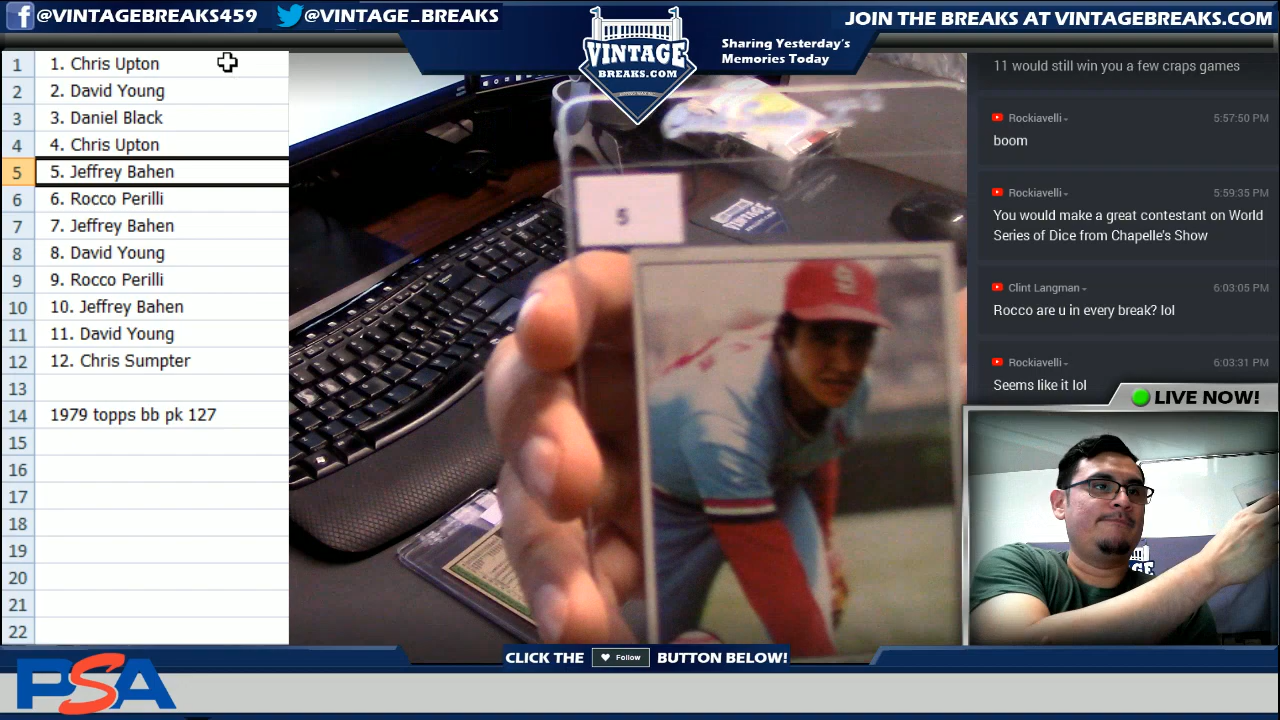 @VINTAGEBREAKS459 @VINTAGE_BREAKS
VINTAGE
BREAKS.COM
Sharing Yesterday's
Memories Today
JOIN THE BREAKS AT VINTAGEBREAKS.COM
1 1. Chris Upton
2 2. David Young
3 3. Daniel Black
4 4. Chris Upton
5 5. Jeffrey Bahen
6 6. Rocco Perilli
7 7. Jeffrey Bahen
8 8. David Young
9 9. Rocco Perilli
10 10. Jeffrey Bahen
11 11. David Young
12 12. Chris Sumpter
13
14 1979 topps bb pk 127
15
16
17
18
19
20
21
22
5
VINTAGE
11 would still win you a few craps games
Rockiavelli 5:57:50 PM
boom
Rockiavelli 5:59:35 PM
You would make a great contestant on World
Series of Dice from Chapelle's Show
Clint Langman 6:03:05 PM
Rocco are u in every break? lol
Rockiavelli 6:03:31 PM
Seems like it lol
LIVE NOW!
CLICK THE Follow BUTTON BELOW!
PSA